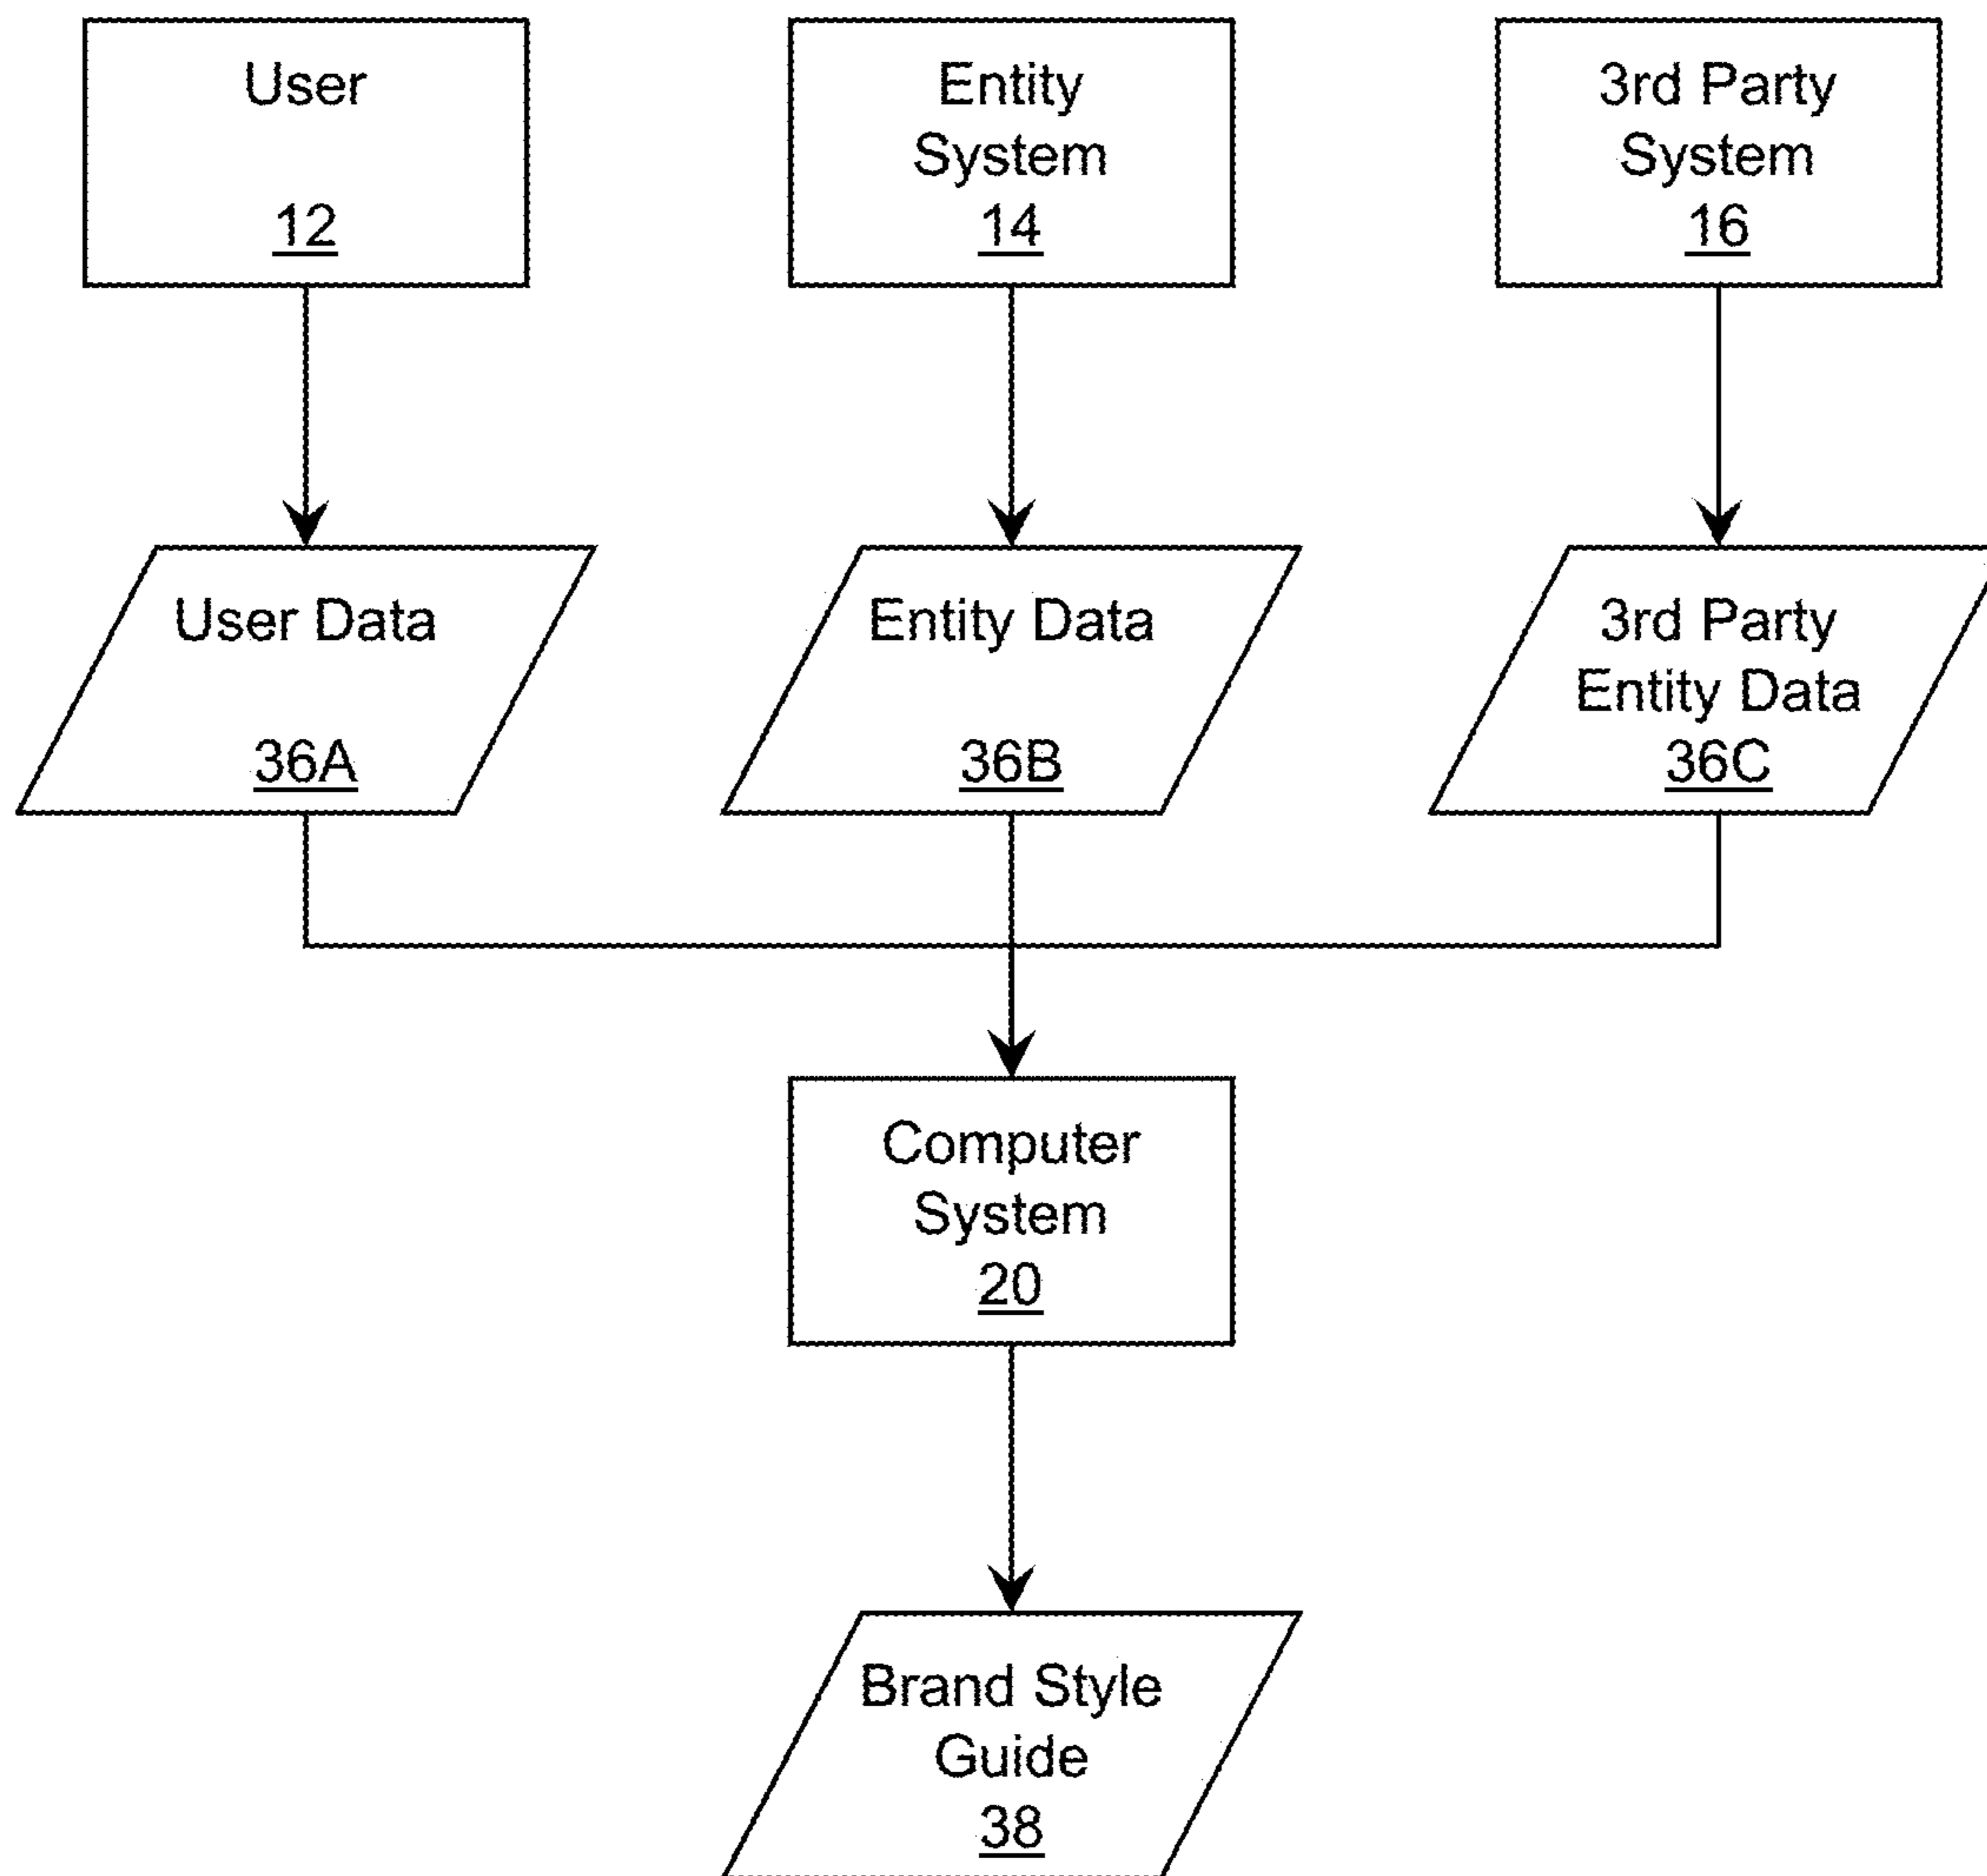 User
12
Entity
System
14
3rd Party
System
16
User Data
36A
Entity Data
36B
3rd Party
Entity Data
36C
Computer
System
20
Brand Style
Guide
38